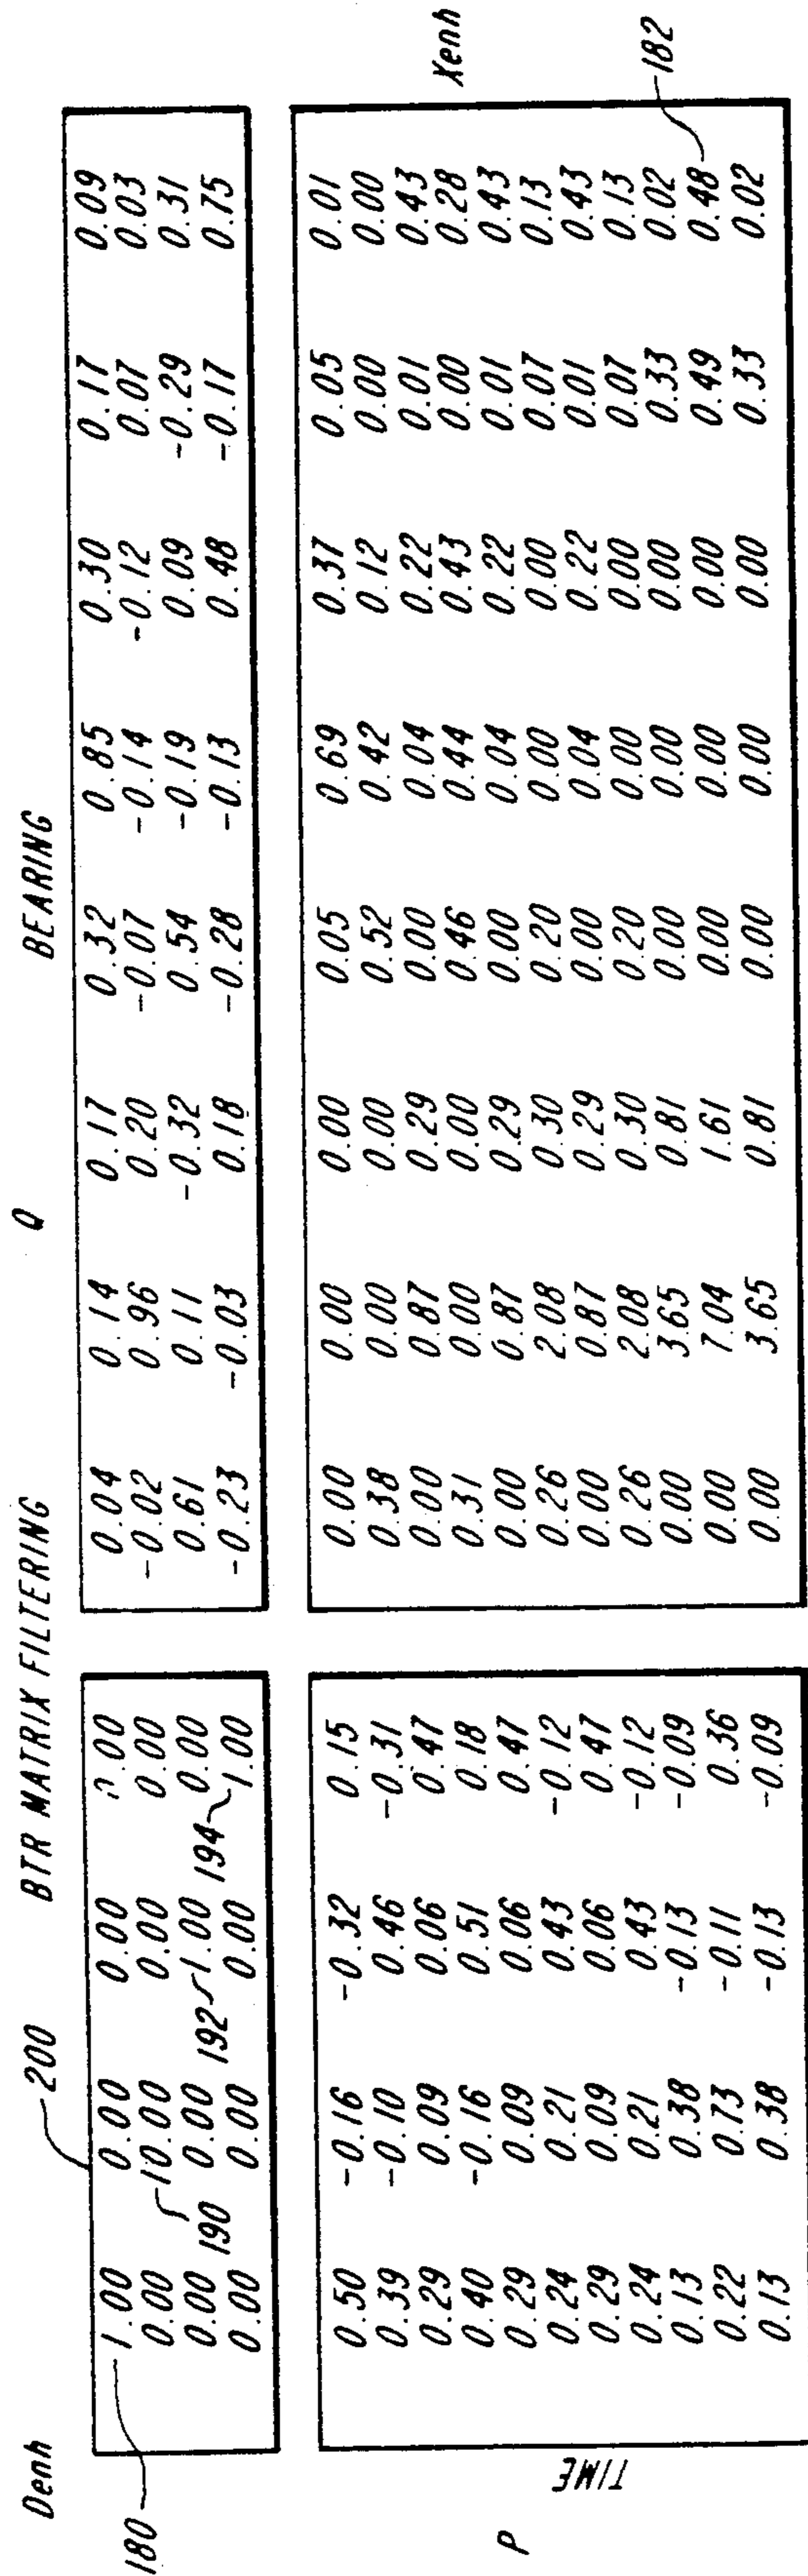 Denh 200 BTR MATRIX FILTERING Q BEARING
180
1.00 0.00 0.00 0.00
0.00 10.00 0.00 0.00
0.00 0.00 1.00 0.00
0.00 0.00 0.00 1.00
190 192 194
0.04 0.14 0.17 0.32 0.85 0.30 0.17 0.09
-0.02 0.96 0.20 -0.07 -0.14 -0.12 0.07 0.03
0.61 0.11 -0.32 0.54 -0.19 0.09 -0.29 0.31
-0.23 -0.03 0.18 -0.28 -0.13 0.48 -0.17 0.75
P TIME
0.50 -0.16 -0.32 0.15
0.39 -0.10 0.46 -0.31
0.29 0.09 0.06 0.47
0.40 -0.16 0.51 0.18
0.29 0.09 0.06 0.47
0.24 0.21 0.43 -0.12
0.29 0.09 0.06 0.47
0.24 0.21 0.43 -0.12
0.13 0.38 -0.13 -0.09
0.22 0.73 -0.11 0.36
0.13 0.38 -0.13 -0.09
0.00 0.00 0.00 0.05 0.69 0.37 0.05 0.01
0.38 0.00 0.00 0.52 0.42 0.12 0.00 0.00
0.00 0.87 0.29 0.00 0.04 0.22 0.01 0.43
0.31 0.00 0.00 0.46 0.44 0.43 0.00 0.28
0.00 0.87 0.29 0.00 0.04 0.22 0.01 0.43
0.26 2.08 0.30 0.20 0.00 0.00 0.07 0.13
0.00 0.87 0.29 0.00 0.04 0.22 0.01 0.43
0.26 2.08 0.30 0.20 0.00 0.00 0.07 0.13
0.00 3.65 0.81 0.00 0.00 0.00 0.33 0.02
0.00 7.04 1.61 0.00 0.00 0.00 0.49 0.48
0.00 3.65 0.81 0.00 0.00 0.00 0.33 0.02
Xenh
182